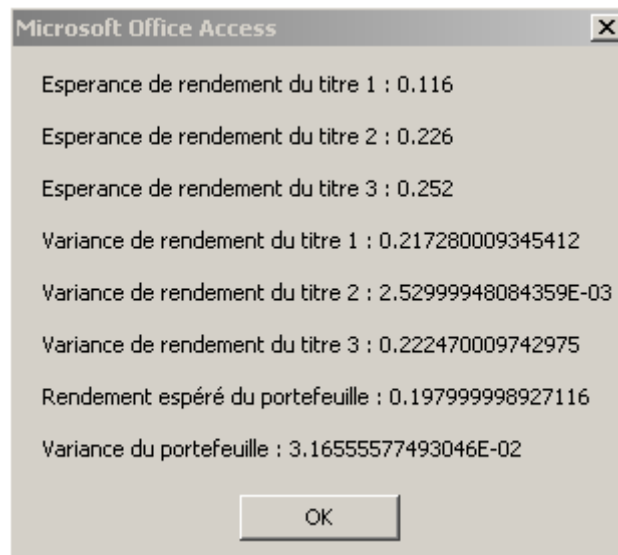 Microsoft Office Access
Esperance de rendement du titre 1 : 0.116
Esperance de rendement du titre 2 : 0.226
Esperance de rendement du titre 3 : 0.252
Variance de rendement du titre 1 : 0.217280009345412
Variance de rendement du titre 2 : 2.52999948084359E-03
Variance de rendement du titre 3 : 0.222470009742975
Rendement espéré du portefeuille : 0.197999998927116
Variance du portefeuille : 3.16555577493046E-02
OK